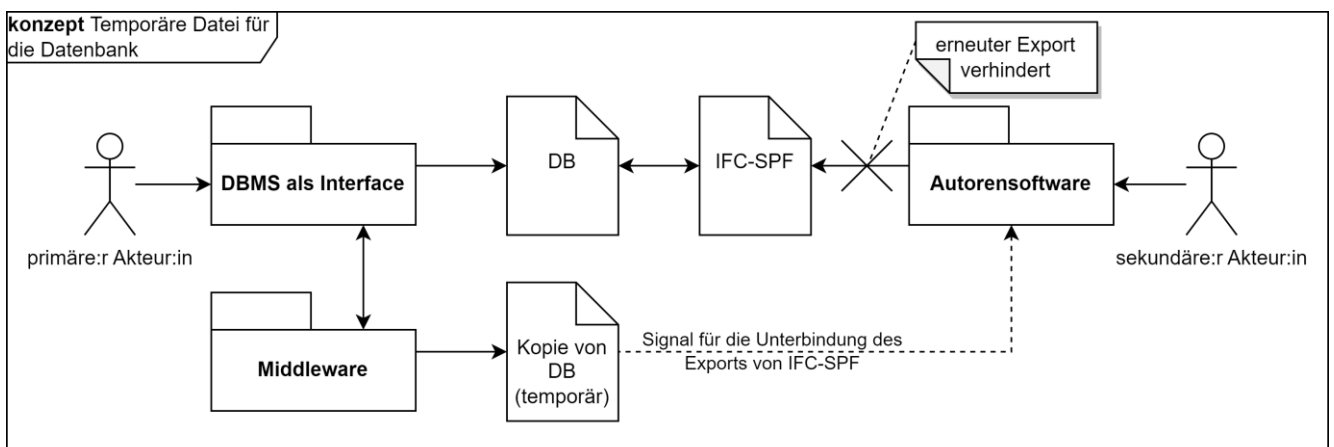 konzept Temporäre Datei für
die Datenbank
erneuter Export
verhindert
DBMS als Interface
DB
IFC-SPF
Autorensoftware
primäre:r Akteur:in
sekundäre:r Akteur:in
Middleware
Kopie von
DB
(temporär)
Signal für die Unterbindung des
Exports von IFC-SPF